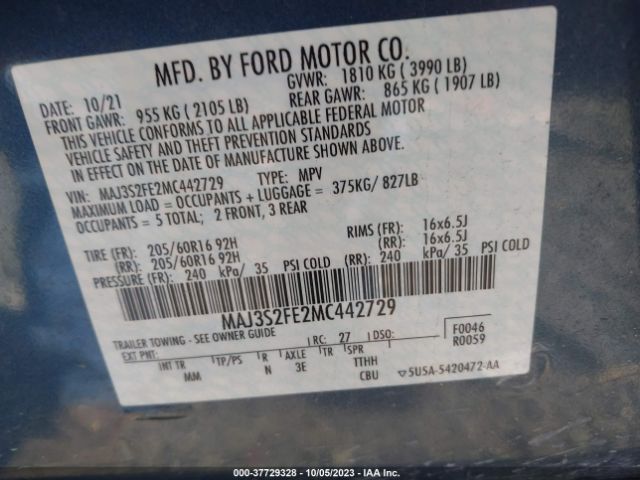 MFD. BY FORD MOTOR CO.
DATE: 10/21 GVWR: 1810 KG ( 3990 LB)
FRONT GAWR: 955 KG ( 2105 LB) REAR GAWR: 865 KG ( 1907 LB)
THIS VEHICLE CONFORMS TO ALL APPLICABLE FEDERAL MOTOR
VEHICLE SAFETY AND THEFT PREVENTION STANDARDS
IN EFFECT ON THE DATE OF MANUFACTURE SHOWN ABOVE.
VIN: MAJ3S2FE2MC442729 TYPE: MPV
MAXIMUM LOAD = OCCUPANTS + LUGGAGE = 375KG/ 827LB
OCCUPANTS = 5 TOTAL; 2 FRONT, 3 REAR
TIRE (FR): 205/60R16 92H RIMS (FR): 16x6.5J
(RR): 205/60R16 92H (RR): 16x6.5J
PRESSURE (FR): 240 kPa/ 35 PSI COLD (RR): 240 kPa/ 35 PSI COLD
MAJ3S2FE2MC442729
TRAILER TOWING - SEE OWNER GUIDE
EXT PNT: RC: 27 DSO: F0046
INT TR TP/PS R AXLE TR SPR R0059
MM N 3E TTHH
CBU 5U5A-5420472-AA
000-37729328 - 10/05/2023 - IAA Inc.